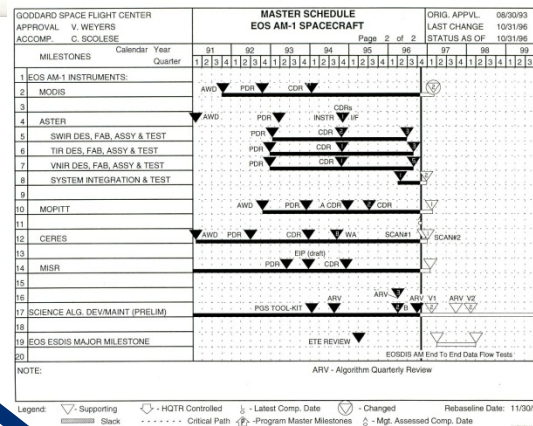 GODDARD SPACE FLIGHT CENTER
APPROVAL V. WEYERS
ACCOMP. C. SCOLESE
MASTER SCHEDULE
EOS AM-1 SPACECRAFT
Page 2 of 2
ORIG. APPVL. 08/30/93
LAST CHANGE 10/31/96
STATUS AS OF 10/31/96
MILESTONES Calendar Year 91 92 93 94 95 96 97 98 99
Quarter 1 2 3 4 1 2 3 4 1 2 3 4 1 2 3 4 1 2 3 4 1 2 3 4 1 2 3 4 1 2 3 4 1 2 3
1 EOS AM-1 INSTRUMENTS:
2 MODIS AWD PDR CDR
3 CDRs
4 ASTER AWD PDR INSTR I/F
5 SWIR DES, FAB, ASSY & TEST PDR CDR
6 TIR DES, FAB, ASSY & TEST PDR CDR
7 VNIR DES, FAB, ASSY & TEST PDR CDR
8 SYSTEM INTEGRATION & TEST
9
10 MOPITT AWD PDR A CDR CDR
11
12 CERES AWD PDR CDR WA SCAN#1 SCAN#2
13 EIP (draft)
14 MISR PDR CDR
15
16 ARV ARV ARV V1 ARV V2
17 SCIENCE ALG. DEV/MAINT (PRELIM) PGS TOOL-KIT B
18
19 EOS ESDIS MAJOR MILESTONE ETE REVIEW
20 EOSDIS AM End To End Data Flow Tests
NOTE: ARV - Algorithm Quarterly Review
Legend: - Supporting - HQTR Controlled - Latest Comp. Date - Changed Rebaseline Date: 11/30/
Slack Critical Path - Program Master Milestones - Mgt. Assessed Comp. Date